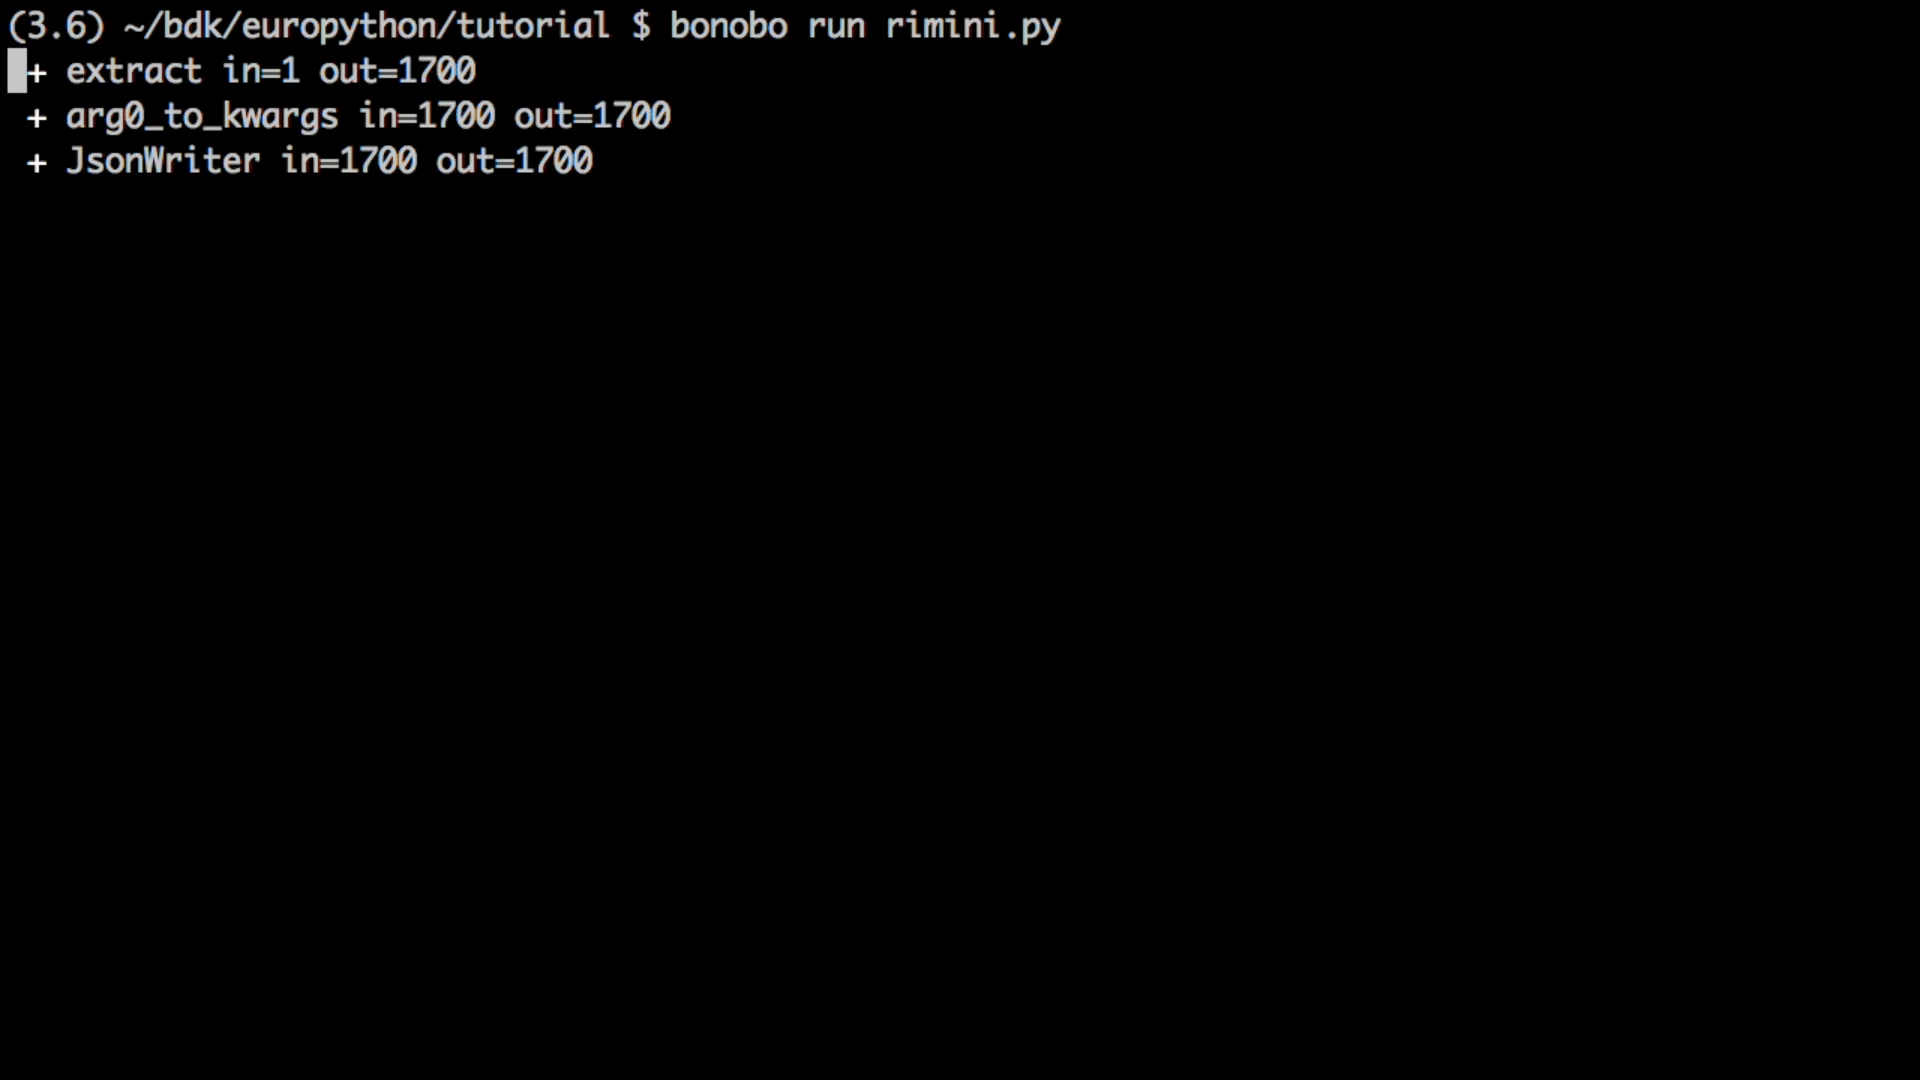 (3.6) ~/bdk/europython/tutorial $ bonobo run rimini.py
+ extract in=1 out=1700
+ arg0_to_kwargs in=1700 out=1700
+ JsonWriter in=1700 out=1700